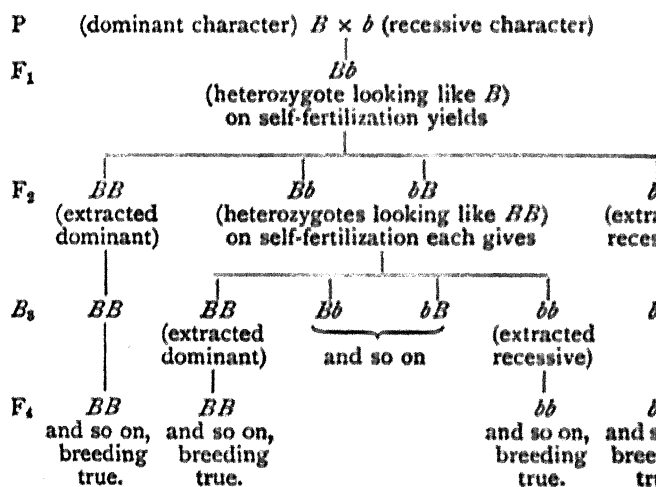 P (dominant character) B × b (recessive character)
F₁ Bb
(heterozygote looking like B)
on self-fertilization yields
F₂ BB Bb bB
(extracted (heterozygotes looking like BB)
dominant) on self-fertilization each gives
B₃ BB BB Bb bB bb
(extracted (extracted
dominant) and so on recessive)
F₄ BB BB bb
and so on, and so on, and so on, and s
breeding breeding breeding bree
true. true. true.